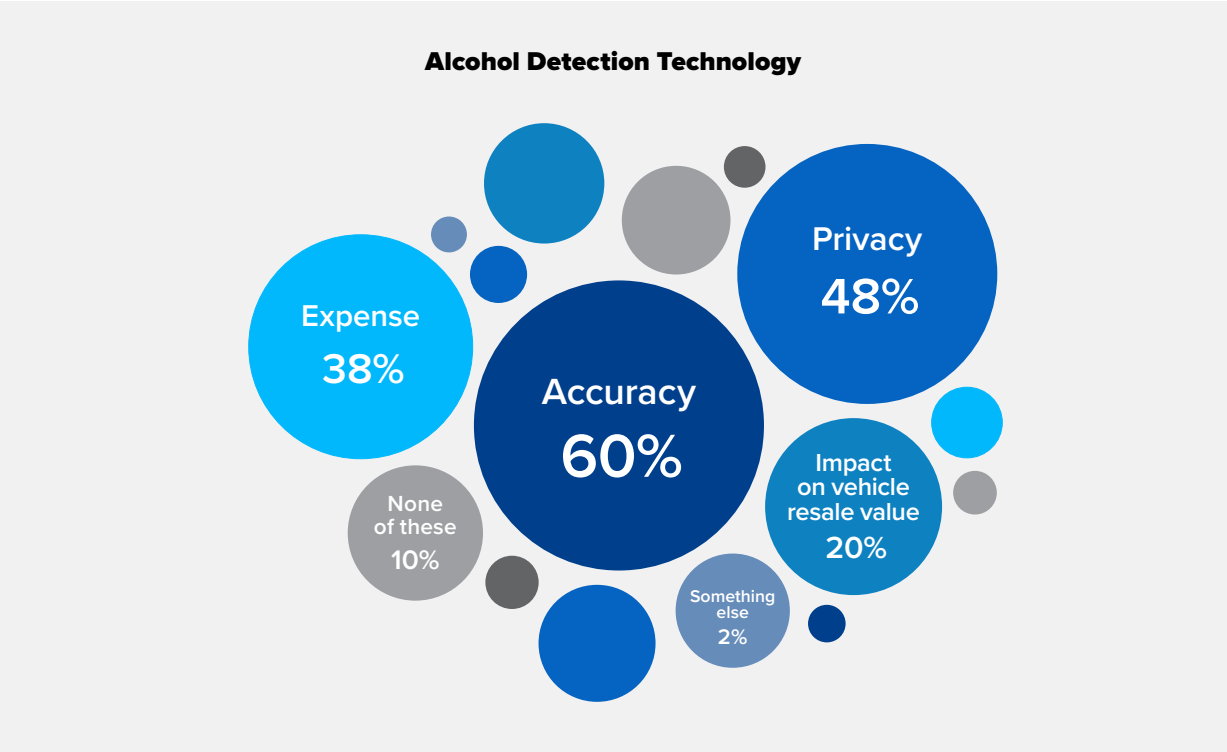 Alcohol Detection Technology
Privacy
48%
Expense
38%
Accuracy
60%
Impact
on vehicle
resale value
20%
None
of these
10%
Something
else
2%